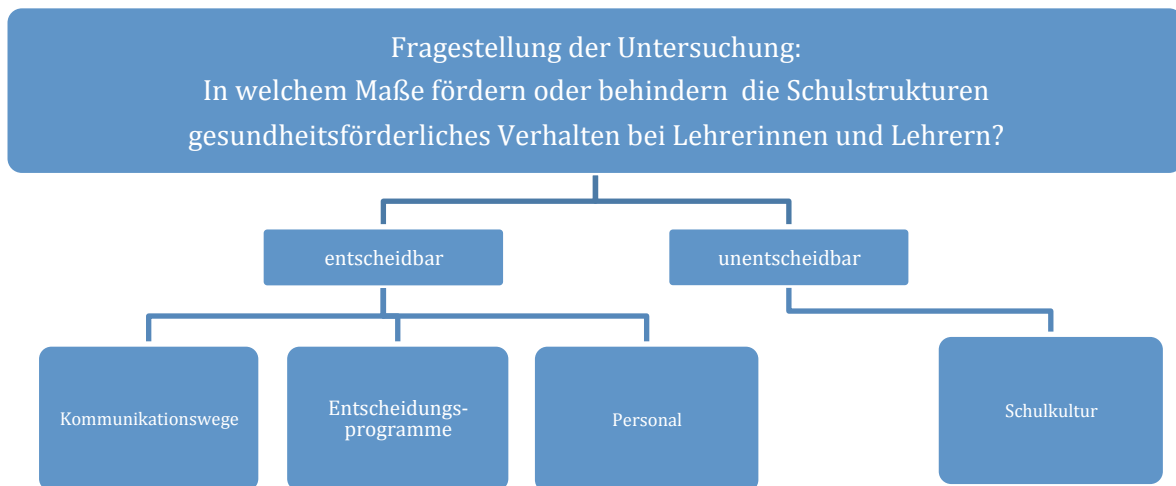 Fragestellung der Untersuchung:
In welchem Maße fördern oder behindern  die Schulstrukturen
gesundheitsförderliches Verhalten bei Lehrerinnen und Lehrern?
entscheidbar
unentscheidbar
Kommunikationswege
Entscheidungs-
programme
Personal
Schulkultur